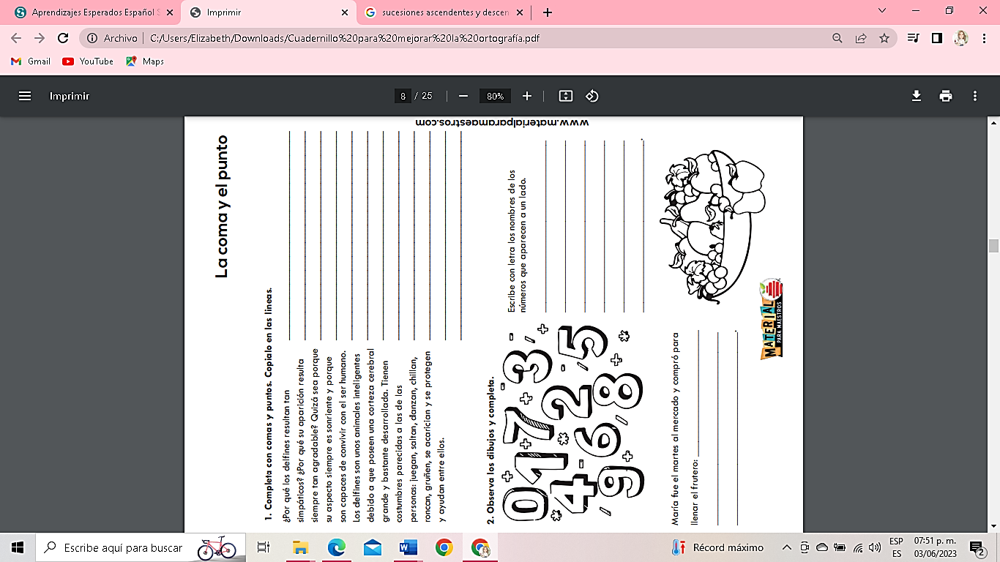 Aprendizajes Esperados Español S
Imprimir
sucesiones ascendentes y descen
Archivo
C:/Users/Elizabeth/Downloads/Cuadernillo%20para%20mejorar%20la%20ortografía.pdf
Gmail
YouTube
Maps
Imprimir
8 / 25
80%
www.materialparamaestros.com
La coma y el punto
1. Completa con comas y puntos. Copialo en las líneas.
¿Por qué los delfines resultan tan
simpáticos? ¿Por qué su aparición resulta
siempre tan agradable? Quizá sea porque
su aspecto siempre es sonriente y porque
son capaces de convivir con el ser humano.
Los delfines son unos animales inteligentes
debido a que poseen una corteza cerebral
grande y bastante desarrollada. Tienen
costumbres parecidas a las de las
personas: juegan, saltan, danzan, chillan,
roncan, gruñen, se acarician y se protegen
y ayudan entre ellos.
2. Observa los dibujos y completa.
0 1 7 3
4 2 5
9 6 8
Escribe con letra los nombres de los
números que aparecen a un lado.
María fue el martes al mercado y compró para
llenar el frutero:
MATERIAL
PARA MAESTROS
Escribe aquí para buscar
Récord máximo
ESP
ES
07:51 p. m.
03/06/2023
2